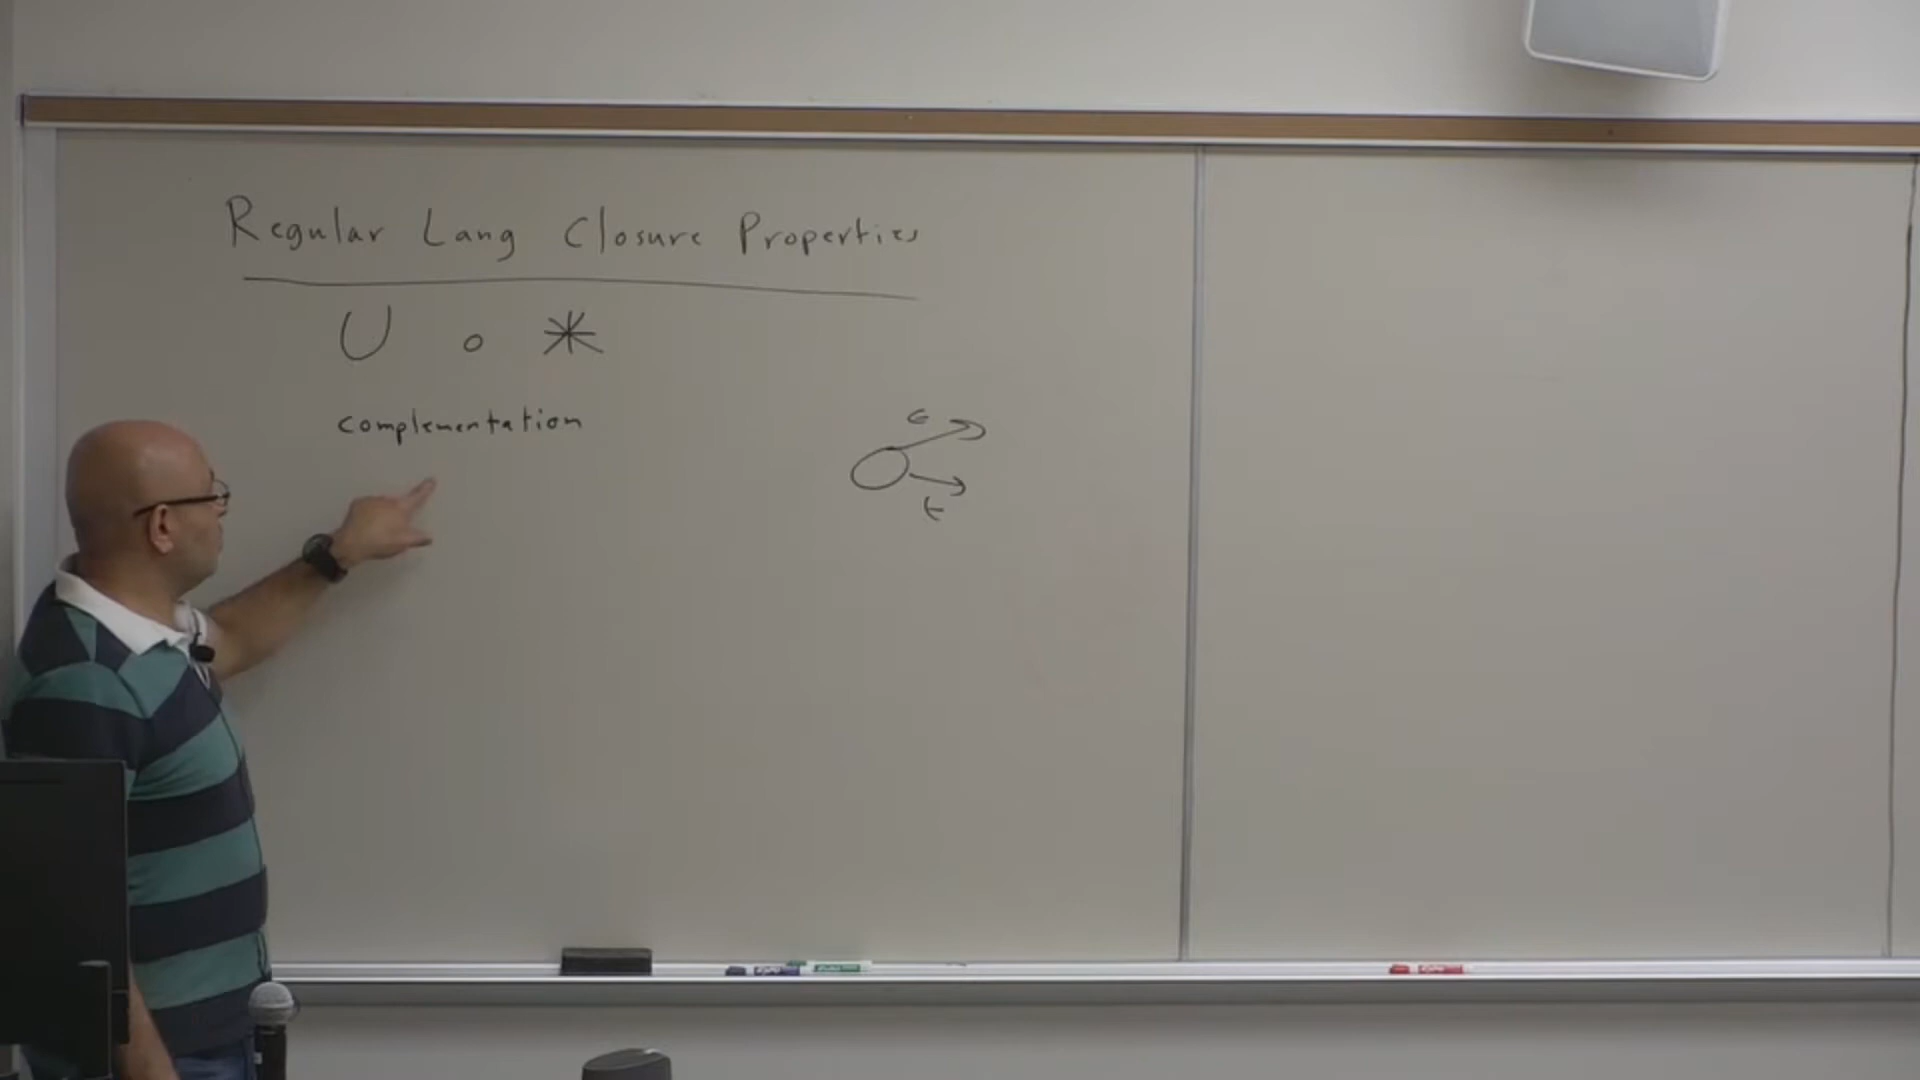 Regular Lang Closure Properties
∪ ∘ *
complementation
ε
ε